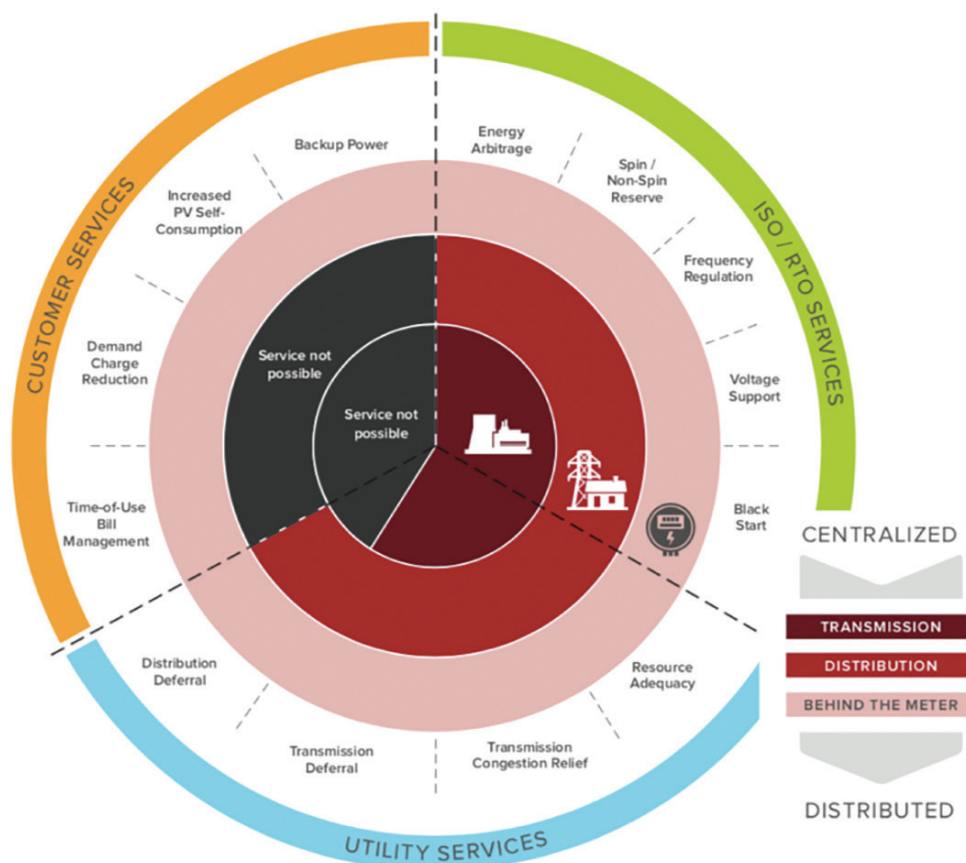 CUSTOMER SERVICES
ISO / RTO SERVICES
UTILITY SERVICES
Backup Power
Increased
PV Self-
Consumption
Demand
Charge
Reduction
Time-of-Use
Bill
Management
Energy
Arbitrage
Spin /
Non-Spin
Reserve
Frequency
Regulation
Voltage
Support
Black
Start
Resource
Adequacy
Transmission
Congestion Relief
Transmission
Deferral
Distribution
Deferral
Service not
possible
Service not
possible
CENTRALIZED
TRANSMISSION
DISTRIBUTION
BEHIND THE METER
DISTRIBUTED